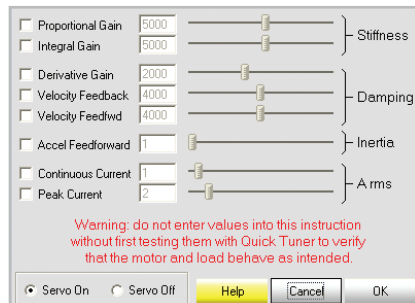 Proportional Gain 5000
Integral Gain 5000
Stiffness
Derivative Gain 2000
Velocity Feedback 4000
Velocity Feedfwd 4000
Damping
Accel Feedforward 1
Inertia
Continuous Current 1
Peak Current 2
A rms
Warning: do not enter values into this instruction
without first testing them with Quick Tuner to verify
that the motor and load behave as intended.
Servo On Servo Off Help Cancel OK